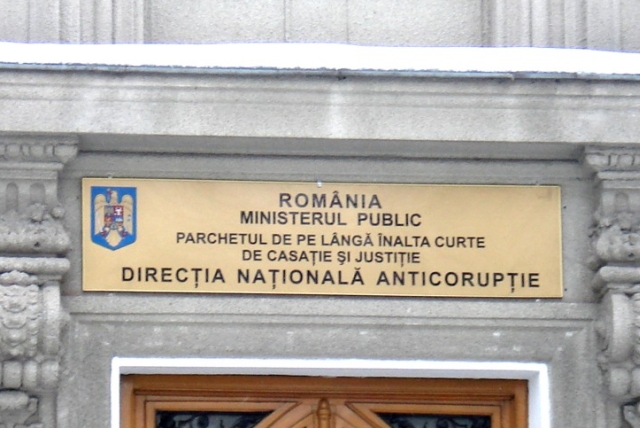 ROMÂNIA
MINISTERUL PUBLIC
PARCHETUL DE PE LÂNGĂ ÎNALTA CURTE
DE CASAȚIE ȘI JUSTIȚIE
DIRECȚIA NAȚIONALĂ ANTICORUPȚIE